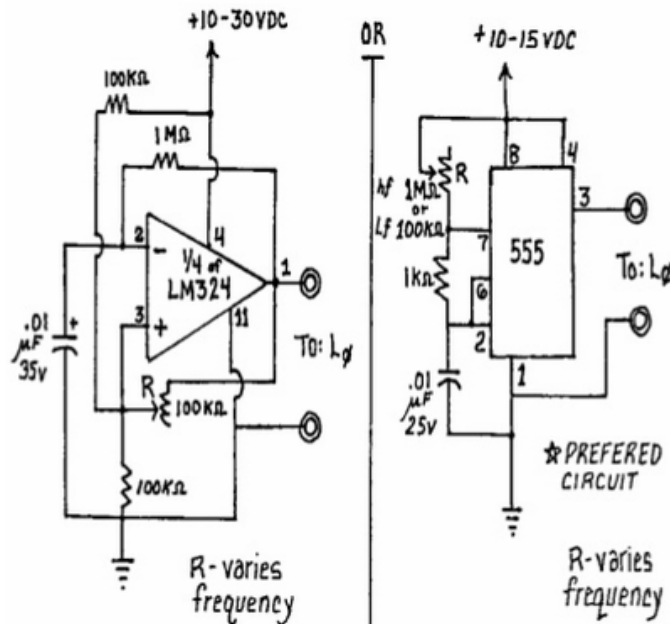 +10-30VDC
100KΩ
1MΩ
2
-
4
1/4 of
LM324
1
3
+
11
.01
µF
35v
+
To: Lø
R
100KΩ
100KΩ
R-varies
frequency
OR
+10-15VDC
8
4
hf 1MΩ
R
or
Lf 100KΩ
7
3
555
1KΩ
6
To: Lø
2
1
.01
µF
25v
☆PREFERED
CIRCUIT
R-varies
frequency